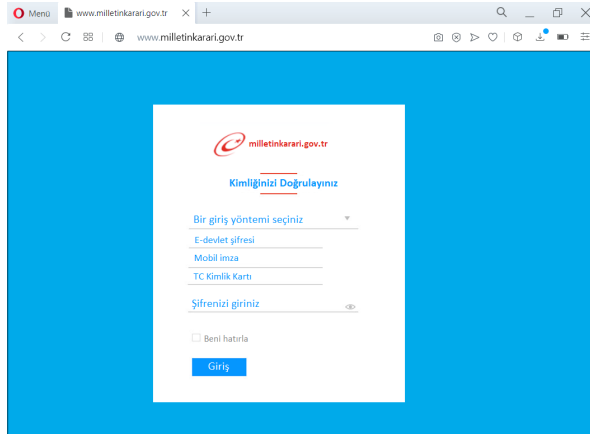 Menü
www.milletinkarari.gov.tr
www.milletinkarari.gov.tr
milletinkarari.gov.tr
Kimliğinizi Doğrulayınız
Bir giriş yöntemi seçiniz
E-devlet şifresi
Mobil imza
TC Kimlik Kartı
Şifrenizi giriniz
Beni hatırla
Giriş